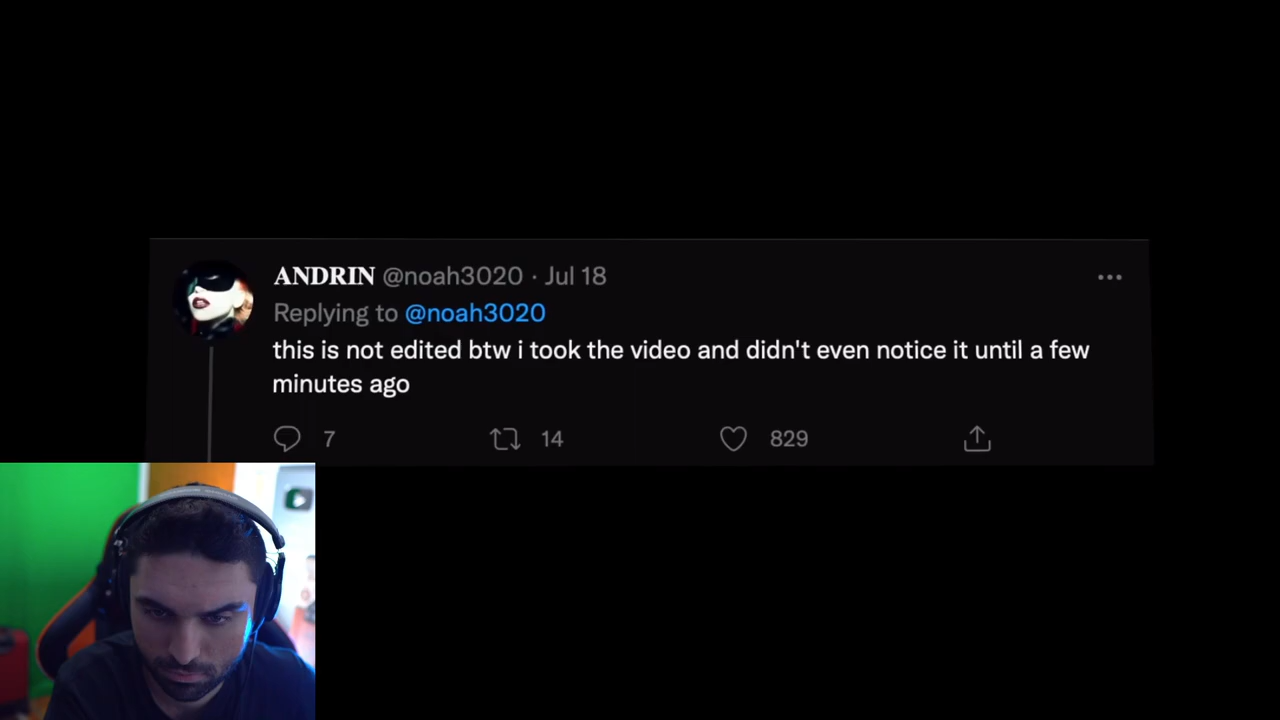 ANDRIN @noah3020 · Jul 18
Replying to @noah3020
this is not edited btw i took the video and didn't even notice it until a few
minutes ago
7 14 829